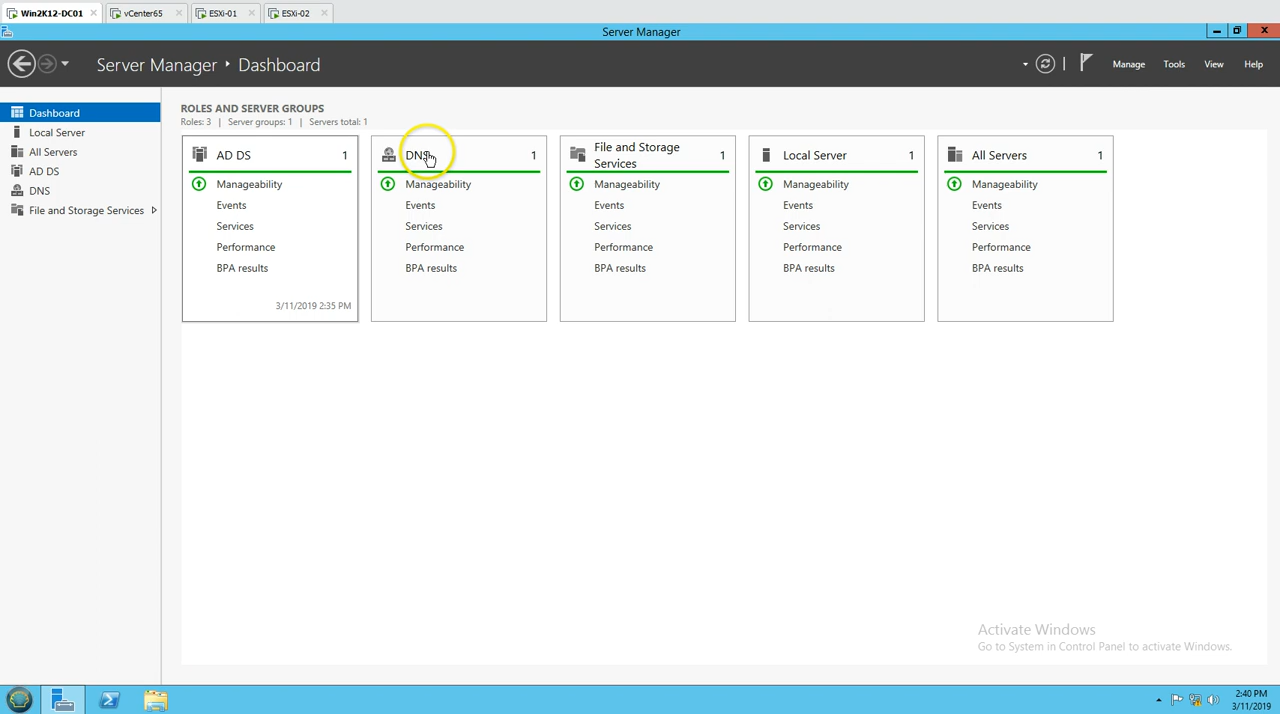 Win2K12-DC01
vCenter65
ESXi-01
ESXi-02
Server Manager
Server Manager • Dashboard
Manage
Tools
View
Help
Dashboard
Local Server
All Servers
AD DS
DNS
File and Storage Services
ROLES AND SERVER GROUPS
Roles: 3 | Server groups: 1 | Servers total: 1
AD DS 1
Manageability
Events
Services
Performance
BPA results
3/11/2019 2:35 PM
DNS 1
Manageability
Events
Services
Performance
BPA results
File and Storage
Services 1
Manageability
Events
Services
Performance
BPA results
Local Server 1
Manageability
Events
Services
Performance
BPA results
All Servers 1
Manageability
Events
Services
Performance
BPA results
Activate Windows
Go to System in Control Panel to activate Windows.
2:40 PM
3/11/2019